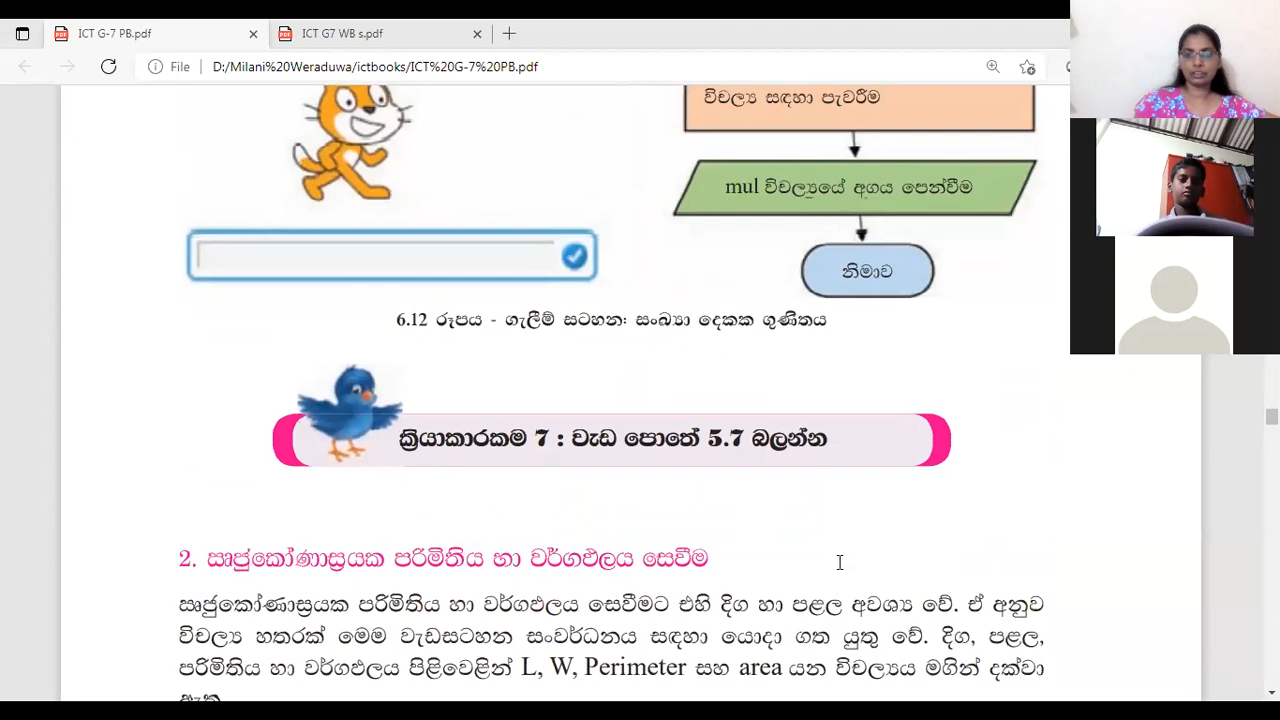 ICT G-7 PB.pdf
ICT G7 WB s.pdf
File
D:/Milani%20Weraduwa/ictbooks/ICT%20G-7%20PB.pdf
විචල්‍ය සඳහා පැවරීම
mul විචල්‍යයේ අගය පෙන්වීම
නිමාව
6.12 රූපය - ගැලීම් සටහන: සංඛ්‍යා දෙකක ගුණිතය
ක්‍රියාකාරකම 7 : වැඩ පොතේ 5.7 බලන්න
2. සෘජුකෝණාස්‍රයක පරිමිතිය හා වර්ගඵලය සෙවීම
සෘජුකෝණාස්‍රයක පරිමිතිය හා වර්ගඵලය සෙවීමට එහි දිග හා පළල අවශ්‍ය වේ. ඒ අනුව
විචල්‍ය හතරක් මෙම වැඩසටහන සංවර්ධනය සඳහා යොදා ගත යුතු වේ. දිග, පළල,
පරිමිතිය හා වර්ගඵලය පිළිවෙළින් L, W, Perimeter සහ area යන විචල්‍යය මගින් දක්වා
ඇත.